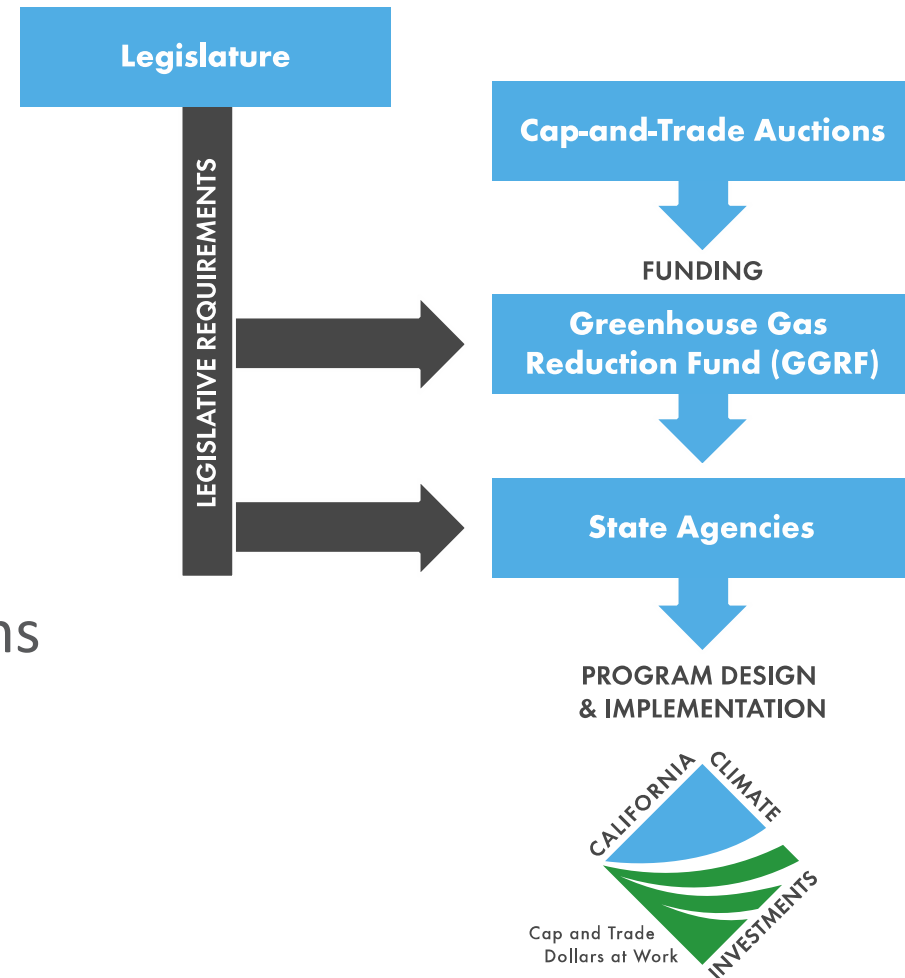 Legislature
LEGISLATIVE REQUIREMENTS
Cap-and-Trade Auctions
FUNDING
Greenhouse Gas
Reduction Fund (GGRF)
State Agencies
ns
PROGRAM DESIGN
& IMPLEMENTATION
CALIFORNIA
CLIMATE
INVESTMENTS
Cap and Trade
Dollars at Work